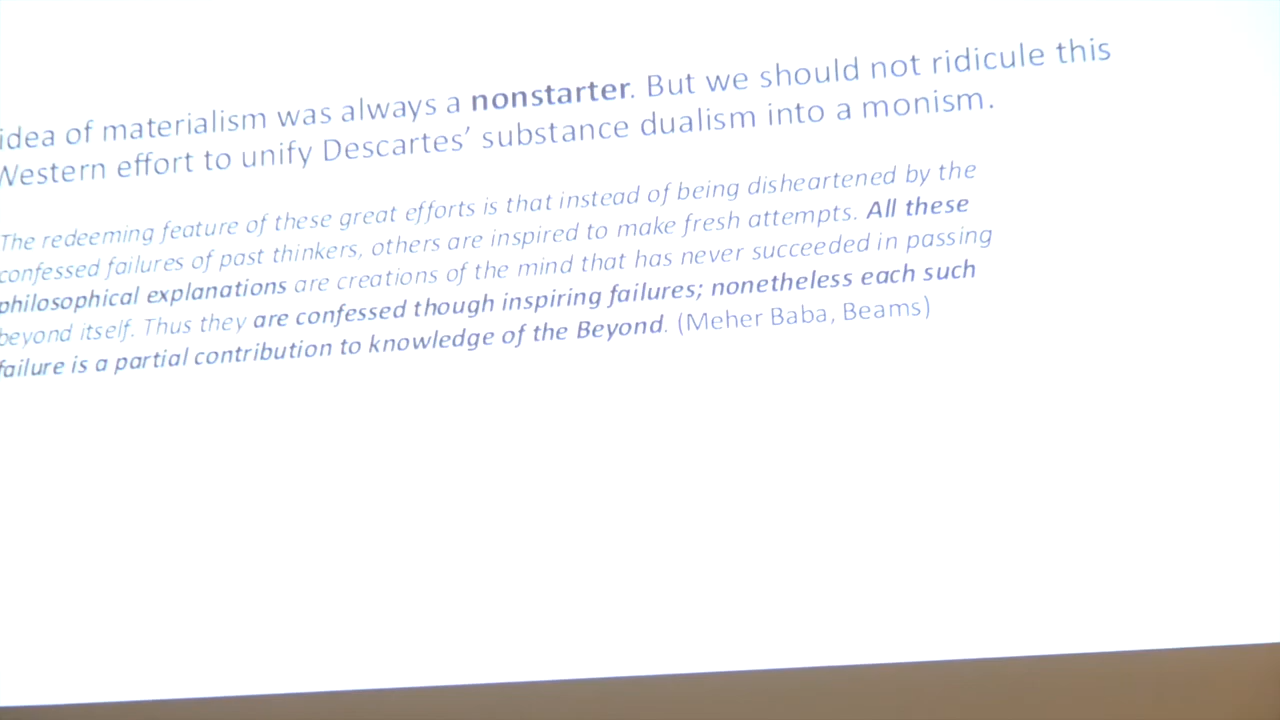 idea of materialism was always a nonstarter. But we should not ridicule this
Western effort to unify Descartes’ substance dualism into a monism.
The redeeming feature of these great efforts is that instead of being disheartened by the
confessed failures of past thinkers, others are inspired to make fresh attempts. All these
philosophical explanations are creations of the mind that has never succeeded in passing
beyond itself. Thus they are confessed though inspiring failures; nonetheless each such
failure is a partial contribution to knowledge of the Beyond. (Meher Baba, Beams)